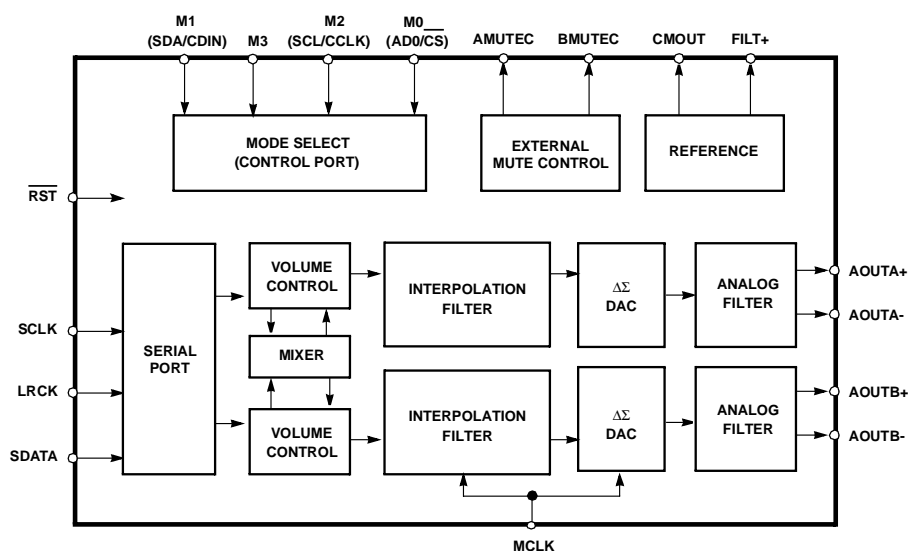 M1
(SDA/CDIN)
M3
M2
(SCL/CCLK)
M0
(AD0/CS)
AMUTEC
BMUTEC
CMOUT
FILT+
MODE SELECT
(CONTROL PORT)
EXTERNAL
MUTE CONTROL
REFERENCE
RST
SCLK
LRCK
SDATA
SERIAL
PORT
VOLUME
CONTROL
MIXER
VOLUME
CONTROL
INTERPOLATION
FILTER
INTERPOLATION
FILTER
ΔΣ
DAC
ΔΣ
DAC
ANALOG
FILTER
ANALOG
FILTER
AOUTA+
AOUTA-
AOUTB+
AOUTB-
MCLK